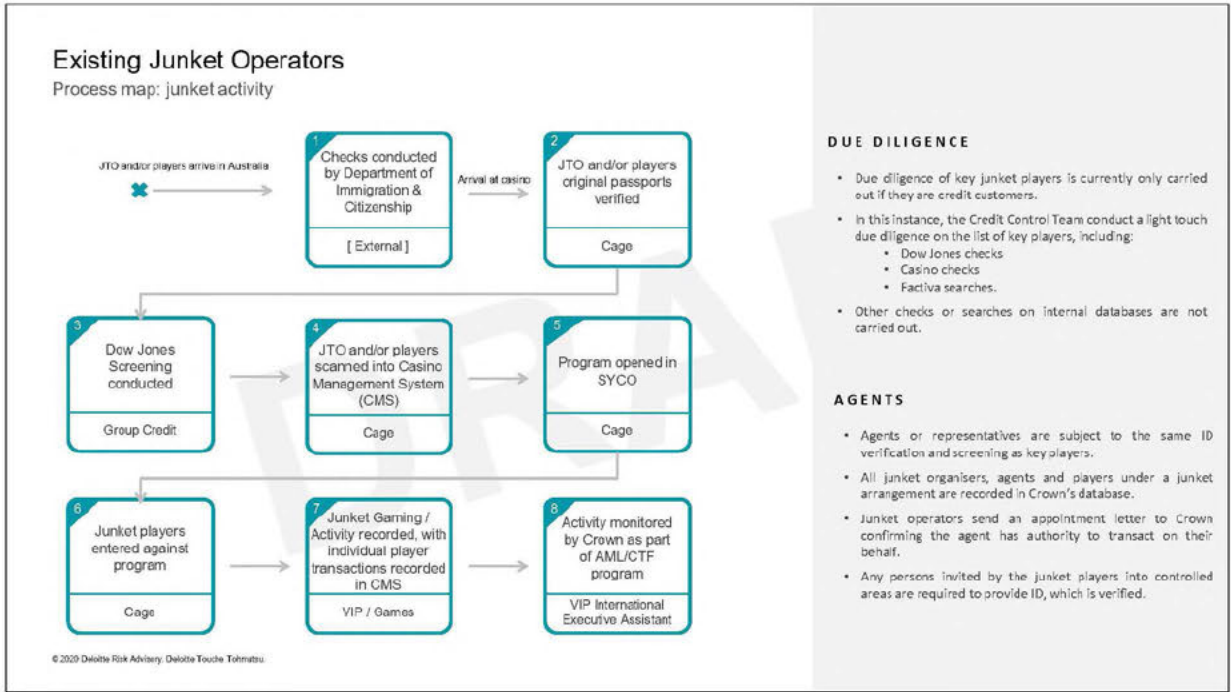 Existing Junket Operators
Process map: junket activity
JTO and/or players arrive in Australia
1
Checks conducted
by Department of
Immigration &
Citizenship
[ External ]
Arrival at casino
2
JTO and/or players
original passports
verified
Cage
3
Dow Jones
Screening
conducted
Group Credit
4
JTO and/or players
scanned into Casino
Management System
(CMS)
Cage
5
Program opened in
SYCO
Cage
6
Junket players
entered against
program
Cage
7
Junket Gaming /
Activity recorded, with
individual player
transactions recorded
in CMS
VIP / Games
8
Activity monitored
by Crown as part
of AML/CTF
program
VIP International
Executive Assistant
© 2020 Deloitte Risk Advisory. Deloitte Touche Tohmatsu.
DUE DILIGENCE
• Due diligence of key junket players is currently only carried
out if they are credit customers.
• In this instance, the Credit Control Team conduct a light touch
due diligence on the list of key players, including:
• Dow Jones checks
• Casino checks
• Factiva searches.
• Other checks or searches on internal databases are not
carried out.
AGENTS
• Agents or representatives are subject to the same ID
verification and screening as key players.
• All junket organisers, agents and players under a junket
arrangement are recorded in Crown's database.
• Junket operators send an appointment letter to Crown
confirming the agent has authority to transact on their
behalf.
• Any persons invited by the junket players into controlled
areas are required to provide ID, which is verified.
DRA